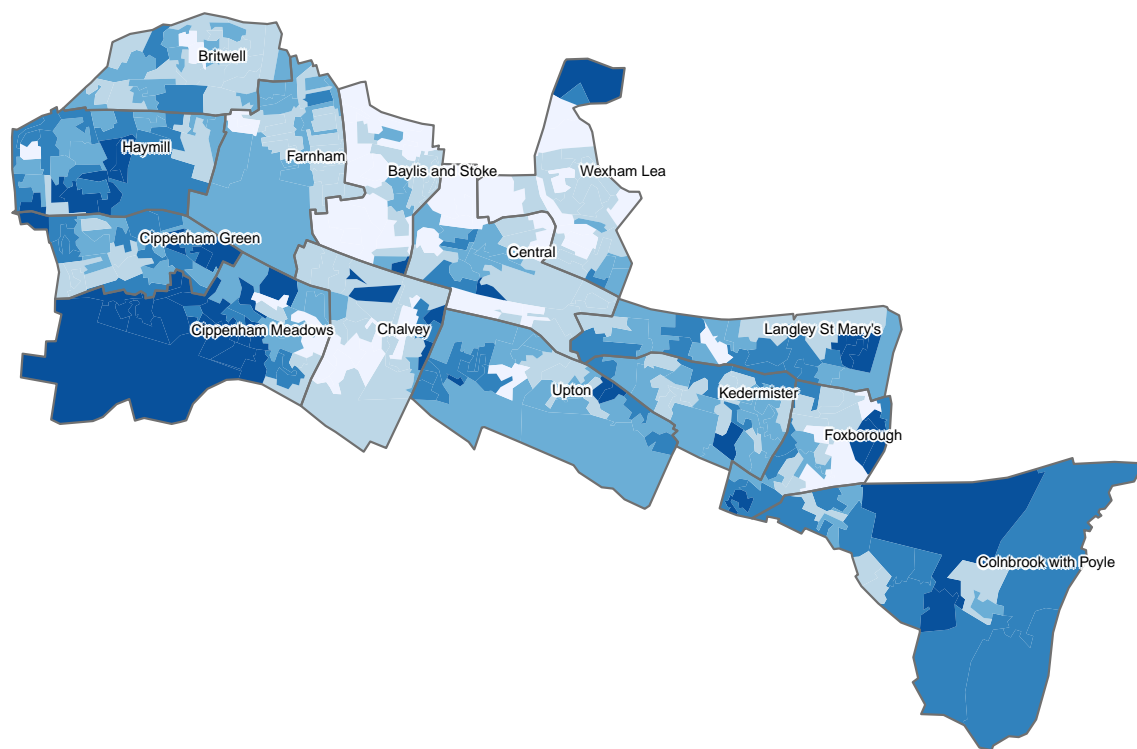 Britwell
Haymill
Farnham
Baylis and Stoke
Wexham Lea
Cippenham Green
Central
Cippenham Meadows
Chalvey
Langley St Mary's
Upton
Kedermister
Foxborough
Colnbrook with Poyle